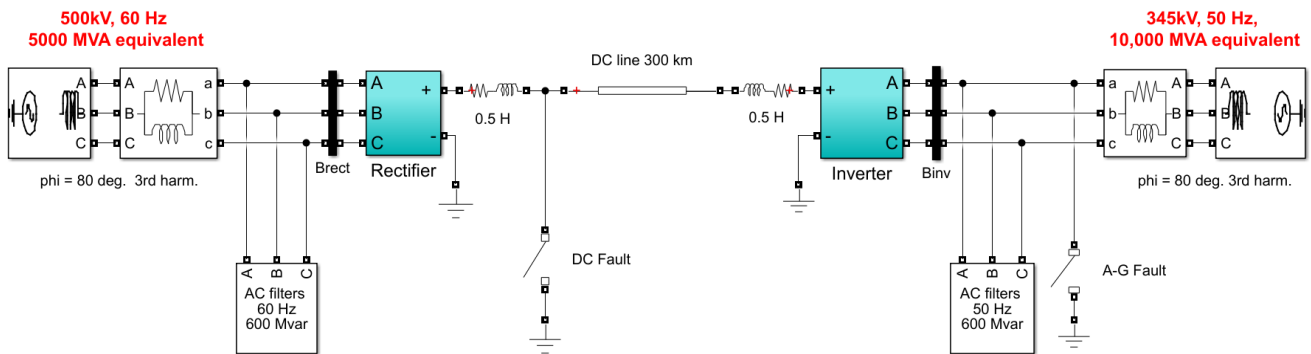 500kV, 60 Hz
5000 MVA equivalent
345kV, 50 Hz,
10,000 MVA equivalent
DC line 300 km
A A a A + + A a A A
B B b B B b B B
C C c C - - C c C C
0.5 H
0.5 H
Brect
Rectifier
Inverter
Binv
phi = 80 deg. 3rd harm.
phi = 80 deg. 3rd harm.
DC Fault
A-G Fault
A B C
AC filters
60 Hz
600 Mvar
A B C
AC filters
50 Hz
600 Mvar